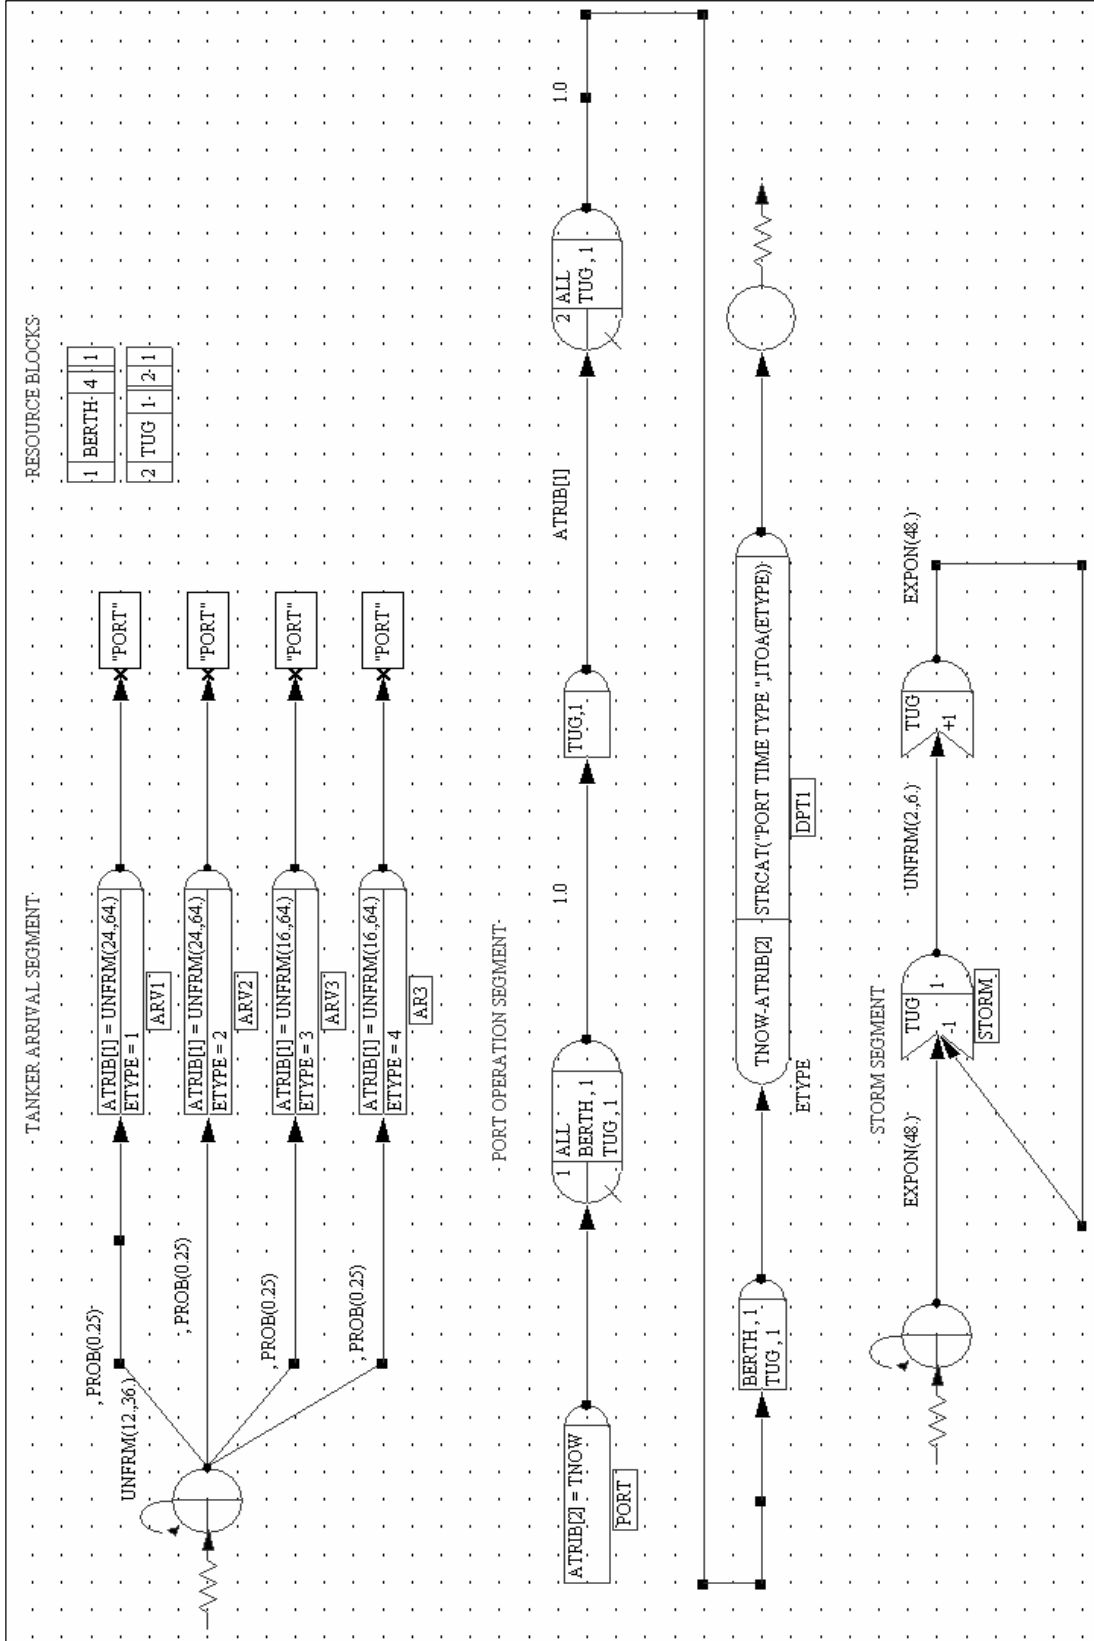 TANKER ARRIVAL SEGMENT
RESOURCE BLOCKS
, PROB(0.25)
UNFRM(12.,36.)
ATRIB[1] = UNFRM(24.,64.)
ETYPE = 1
ARV1
"PORT"
1 BERTH 4 1
2 TUG 1 2 1
, PROB(0.25)
ATRIB[1] = UNFRM(24.,64.)
ETYPE = 2
ARV2
"PORT"
, PROB(0.25)
ATRIB[1] = UNFRM(16.,64.)
ETYPE = 3
ARV3
"PORT"
, PROB(0.25)
ATRIB[1] = UNFRM(16.,64.)
ETYPE = 4
AR3
"PORT"
PORT OPERATION SEGMENT
ATRIB[2] = TNOW
PORT
1 ALL
BERTH , 1
TUG , 1
1.0
TUG,1
ATRIB[1]
2 ALL
TUG , 1
1.0
BERTH , 1
TUG , 1
TNOW-ATRIB[2] STRCAT("PORT TIME TYPE ",ITOA(ETYPE))
ETYPE
DPT1
STORM SEGMENT
EXPON(48.)
TUG 1
-1
STORM
UNFRM(2.,6.)
TUG
+1
EXPON(48.)